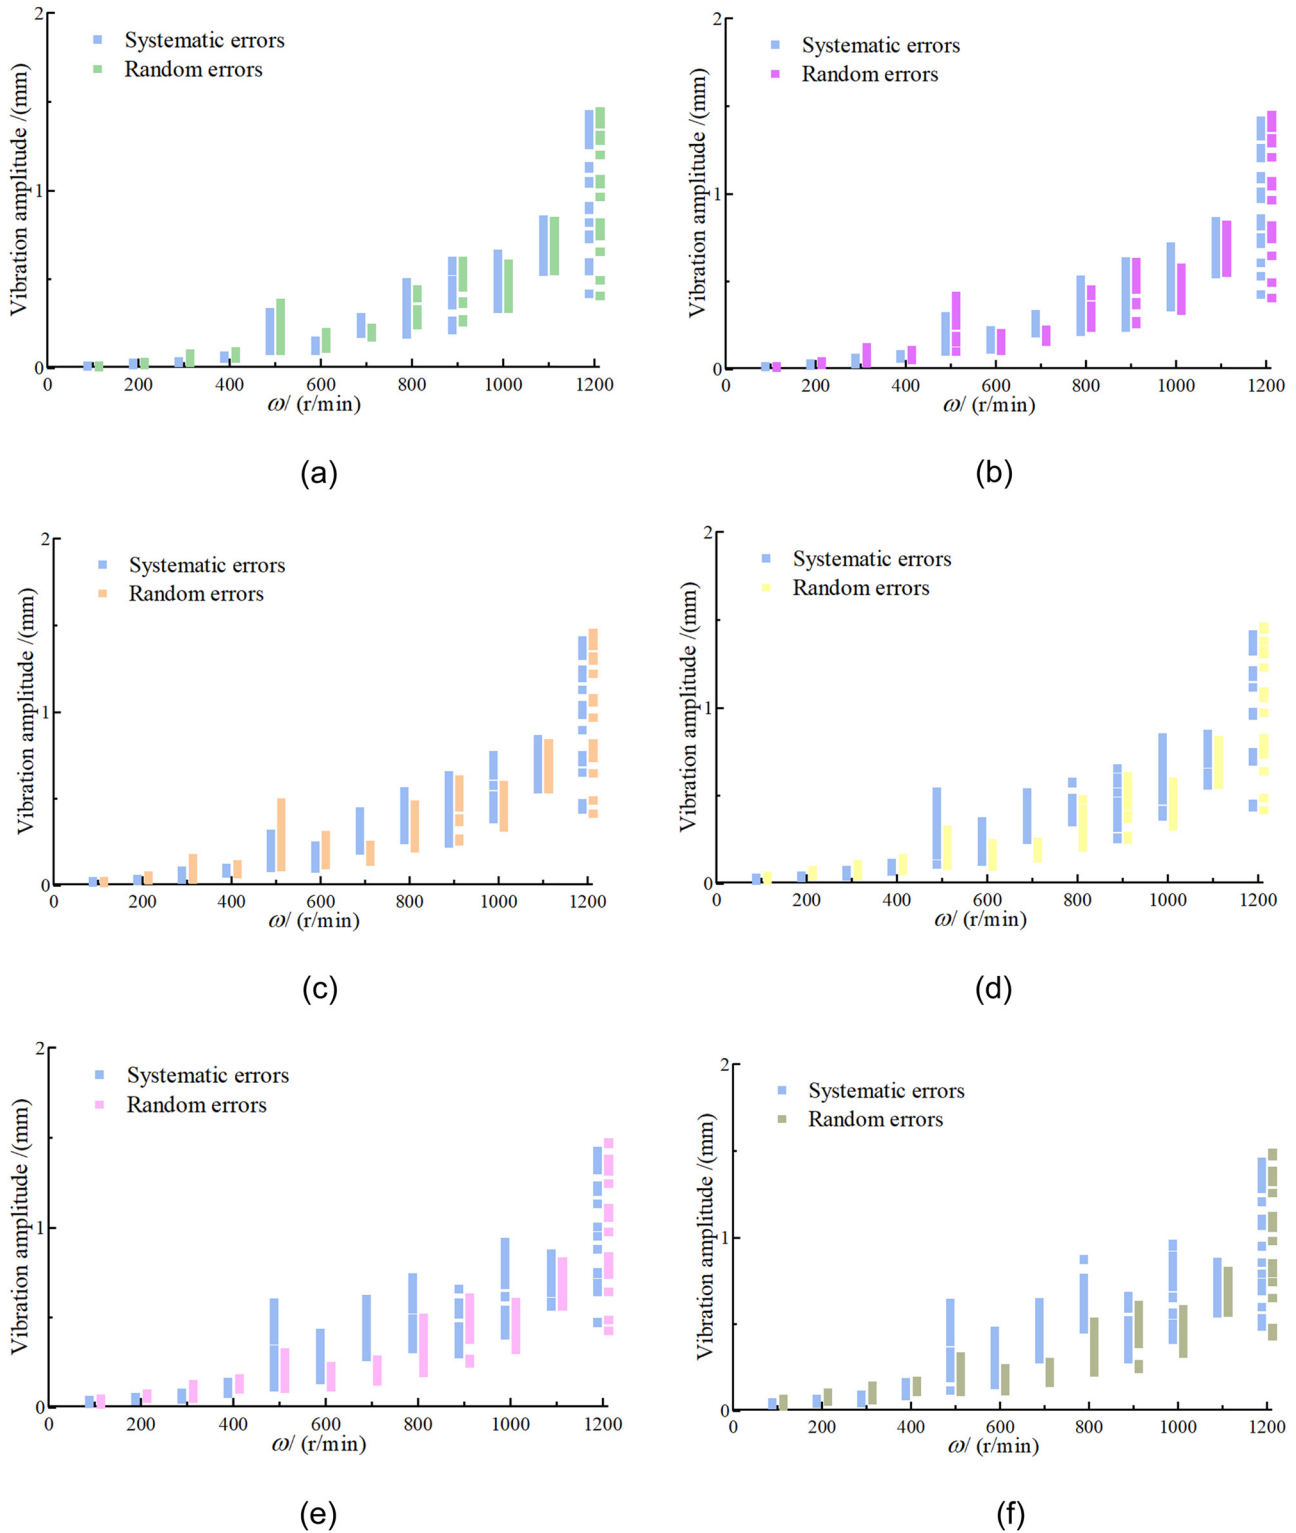 2
Systematic errors
Random errors
Vibration amplitude /(mm)
1
0
0 200 400 600 800 1000 1200
ω/ (r/min)
(a)
2
Systematic errors
Random errors
Vibration amplitude /(mm)
1
0
0 200 400 600 800 1000 1200
ω/ (r/min)
(b)
2
Systematic errors
Random errors
Vibration amplitude /(mm)
1
0
0 200 400 600 800 1000 1200
ω/ (r/min)
(c)
2
Systematic errors
Random errors
Vibration amplitude /(mm)
1
0
0 200 400 600 800 1000 1200
ω/ (r/min)
(d)
2
Systematic errors
Random errors
Vibration amplitude /(mm)
1
0
0 200 400 600 800 1000 1200
ω/ (r/min)
(e)
2
Systematic errors
Random errors
Vibration amplitude /(mm)
1
0
0 200 400 600 800 1000 1200
ω/ (r/min)
(f)